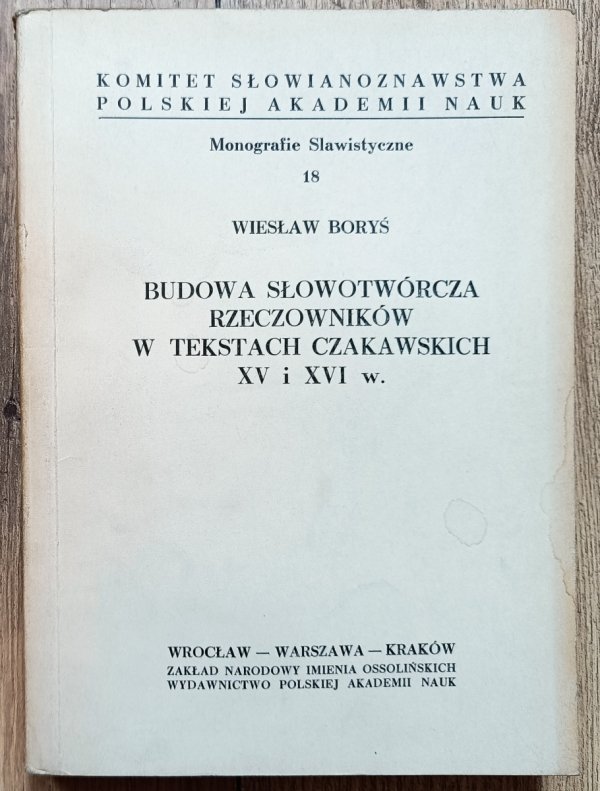 KOMITET SŁOWIANOZNAWSTWA
POLSKIEJ AKADEMII NAUK
Monografie Slawistyczne
18
WIESŁAW BORYŚ
BUDOWA SŁOWOTWÓRCZA
RZECZOWNIKÓW
W TEKSTACH CZAKAWSKICH
XV i XVI w.
WROCŁAW — WARSZAWA — KRAKÓW
ZAKŁAD NARODOWY IMIENIA OSSOLIŃSKICH
WYDAWNICTWO POLSKIEJ AKADEMII NAUK